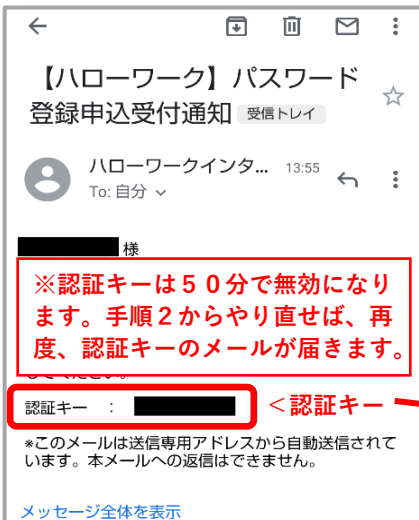 【ハローワーク】パスワード
登録申込受付通知 受信トレイ
ハローワークインタ... 13:55
To: 自分
様
※認証キーは５０分で無効になり
ます。手順２からやり直せば、再
度、認証キーのメールが届きます。
してください。
認証キー ： ＜認証キー
*このメールは送信専用アドレスから自動送信されて
います。本メールへの返信はできません。
メッセージ全体を表示